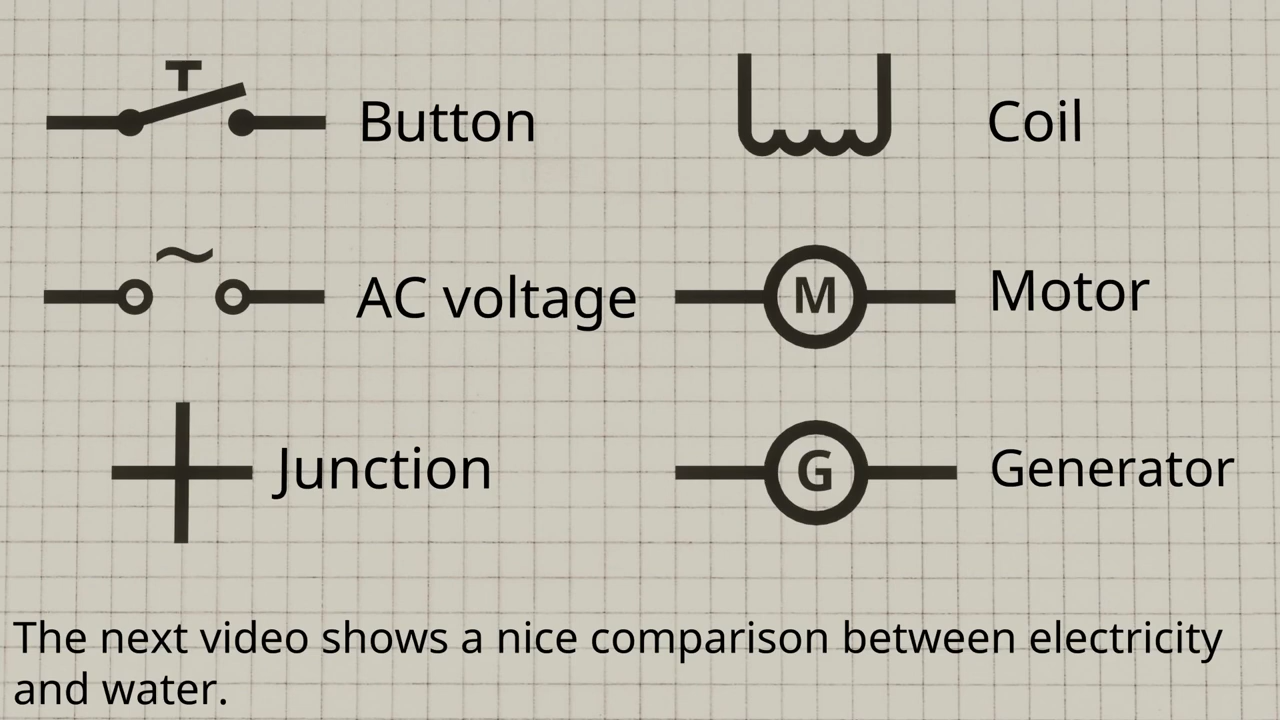 Button
Coil
~
AC voltage
M
Motor
Junction
G
Generator
The next video shows a nice comparison between electricity
and water.